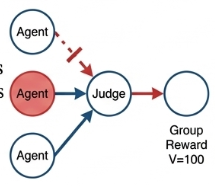 Agent
s
s
Agent
Judge
Agent
Group
Reward
V=100